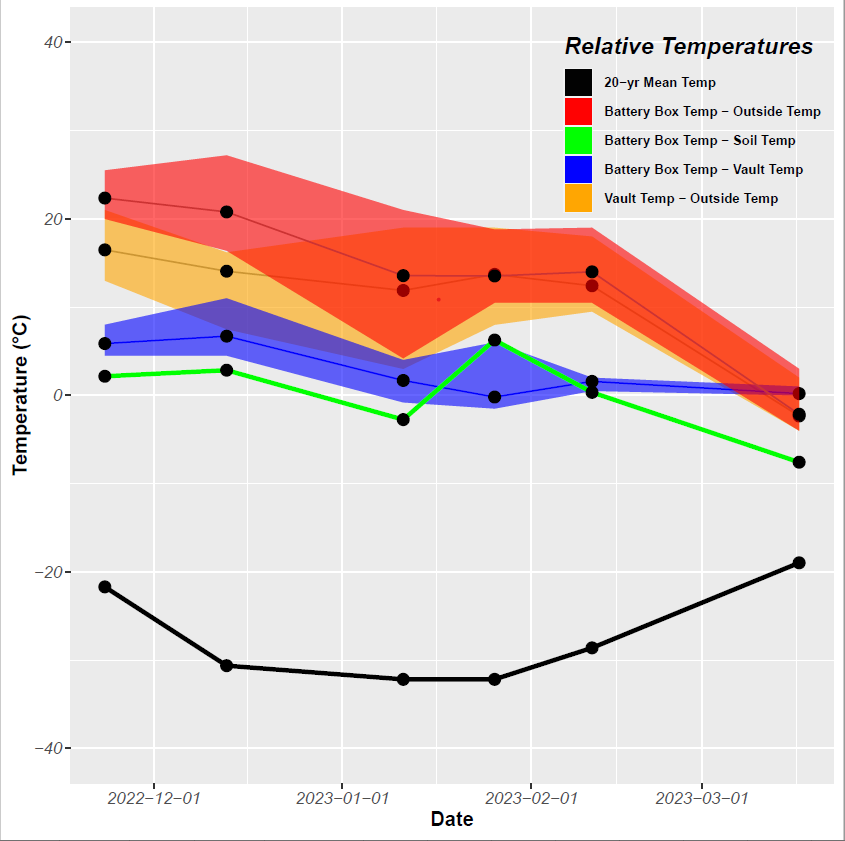 Relative Temperatures
20−yr Mean Temp
Battery Box Temp − Outside Temp
Battery Box Temp − Soil Temp
Battery Box Temp − Vault Temp
Vault Temp − Outside Temp
40
20
0
−20
−40
Temperature (°C)
2022−12−01 2023−01−01 2023−02−01 2023−03−01
Date